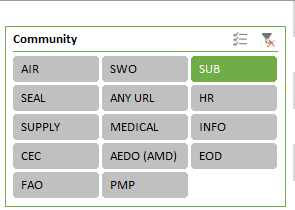 Community
AIR SWO SUB
SEAL ANY URL HR
SUPPLY MEDICAL INFO
CEC AEDO (AMD) EOD
FAO PMP